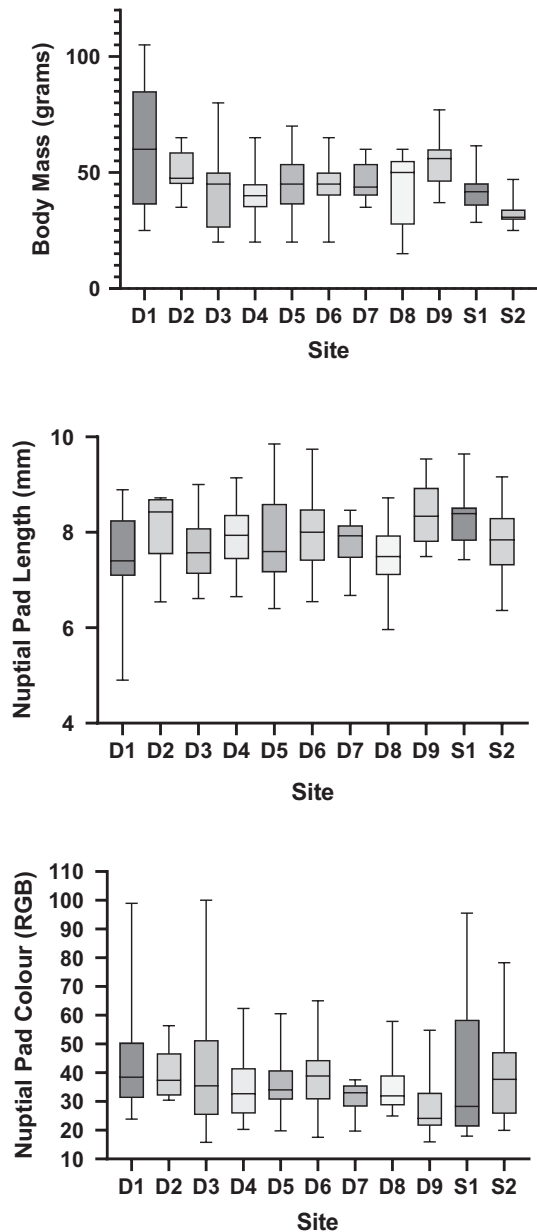 Body Mass (grams)
100
50
0
D1 D2 D3 D4 D5 D6 D7 D8 D9 S1 S2
Site
Nuptial Pad Length (mm)
10
8
6
4
D1 D2 D3 D4 D5 D6 D7 D8 D9 S1 S2
Site
Nuptial Pad Colour (RGB)
110
100
90
80
70
60
50
40
30
20
10
D1 D2 D3 D4 D5 D6 D7 D8 D9 S1 S2
Site